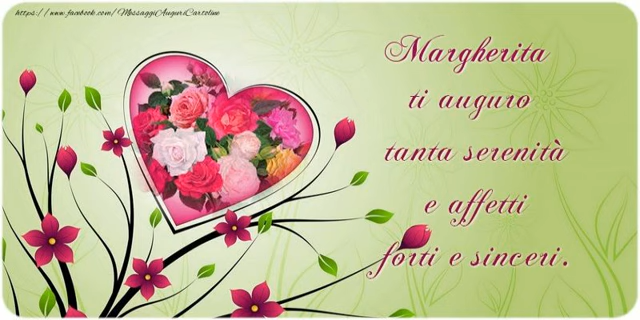 https://www.facebook.com/MessaggiAuguriCartoline
Margherita
ti auguro
tanta serenità
e affetti
forti e sinceri.